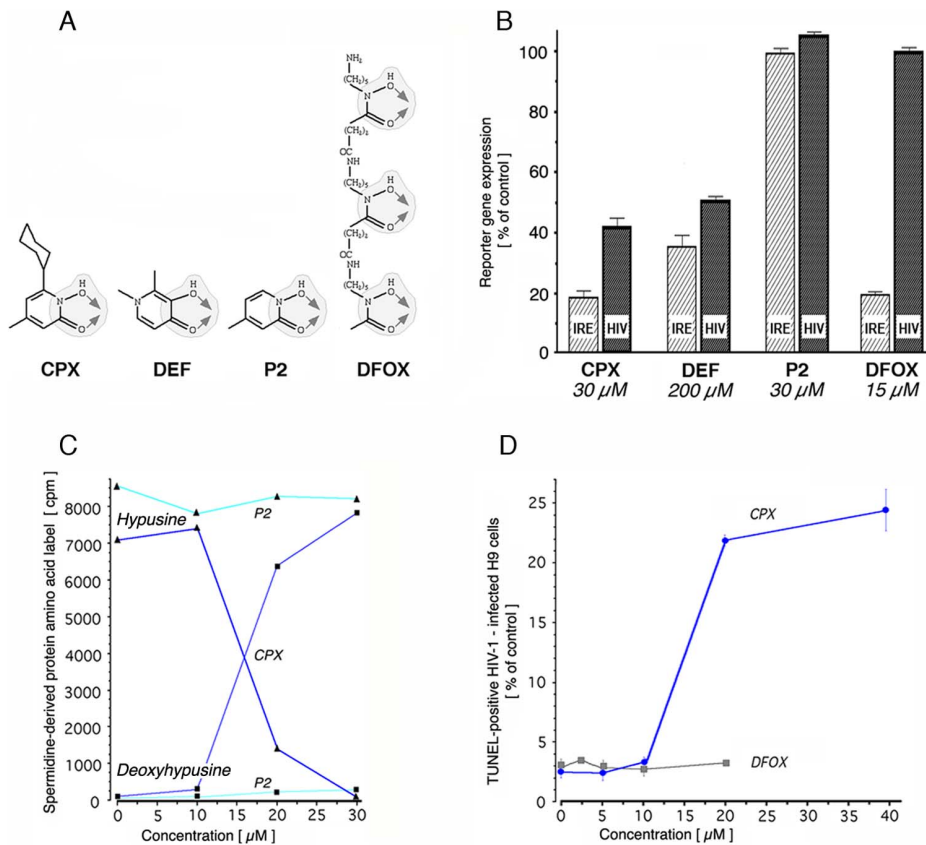 A
NH₂
(CH₂)₅
N
O
H
O
(CH₂)₂
OC
NH
(CH₂)₅
N
O
H
O
(CH₂)₂
OC
NH
(CH₂)₅
N
O
H
O
N
O
H
O
N
O
H
O
N
O
H
O
CPX
DEF
P2
DFOX
B
Reporter gene expression
[ % of control ]
100
80
60
40
20
0
IRE
HIV
IRE
HIV
IRE
HIV
IRE
HIV
CPX
DEF
P2
DFOX
30 µM
200 µM
30 µM
15 µM
C
Spermidine-derived protein amino acid label [ cpm ]
8000
7000
6000
5000
4000
3000
2000
1000
0
Hypusine
P2
CPX
Deoxyhypusine
P2
0
10
20
30
Concentration [ µM ]
D
TUNEL-positive HIV-1 - infected H9 cells
[ % of control ]
25
20
15
10
5
0
CPX
DFOX
0
5
10
15
20
25
30
35
40
Concentration [ µM ]